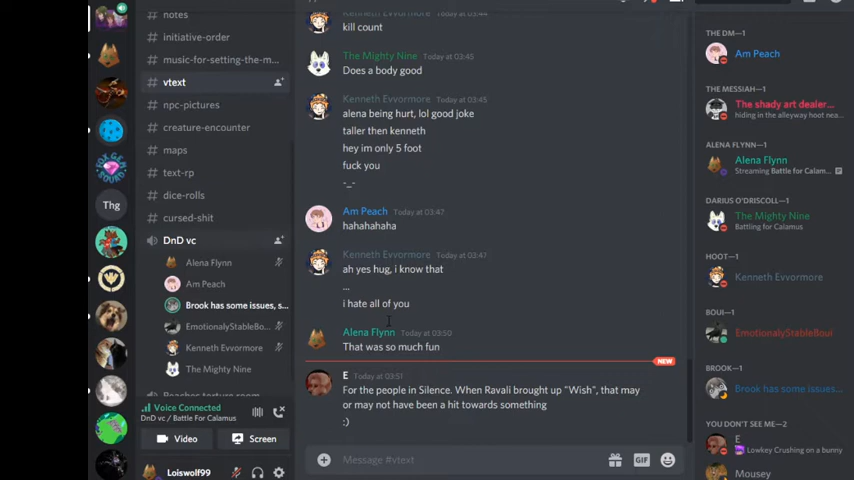 # notes
# initiative-order
# music-for-setting-the-m...
# vtext
# npc-pictures
# creature-encounter
# maps
# text-rp
# dice-rolls
# cursed-shit
DnD vc
Alena Flynn
Am Peach
Brook has some issues, s...
EmotionalyStableBo...
Kenneth Evvormore
The Mighty Nine
Voice Connected
DnD vc / Battle For Calamus
Video
Screen
Loiswolf99
Thg
Kenneth Evvormore Today at 03:44
kill count
The Mighty Nine Today at 03:45
Does a body good
Kenneth Evvormore Today at 03:45
alena being hurt, lol good joke
taller then kenneth
hey im only 5 foot
fuck you
-_-
Am Peach Today at 03:47
hahahahaha
Kenneth Evvormore Today at 03:47
ah yes hug, i know that
...
i hate all of you
Alena Flynn Today at 03:50
That was so much fun
NEW
E Today at 03:51
For the people in Silence. When Ravali brought up "Wish", that may
or may not have been a hit towards something
:)
Message #vtext
GIF
THE DM—1
Am Peach
THE MESSIAH—1
The shady art dealer...
hiding in the alleyway hoot nea...
ALENA FLYNN—1
Alena Flynn
Streaming Battle for Calam...
DARIUS O'DRISCOLL—1
The Mighty Nine
Battling for Calamus
HOOT—1
Kenneth Evvormore
BOUI—1
EmotionalyStableBoui
BROOK—1
Brook has some issues...
YOU DON'T SEE ME—2
E
Lowkey Crushing on a bunny
Mousey